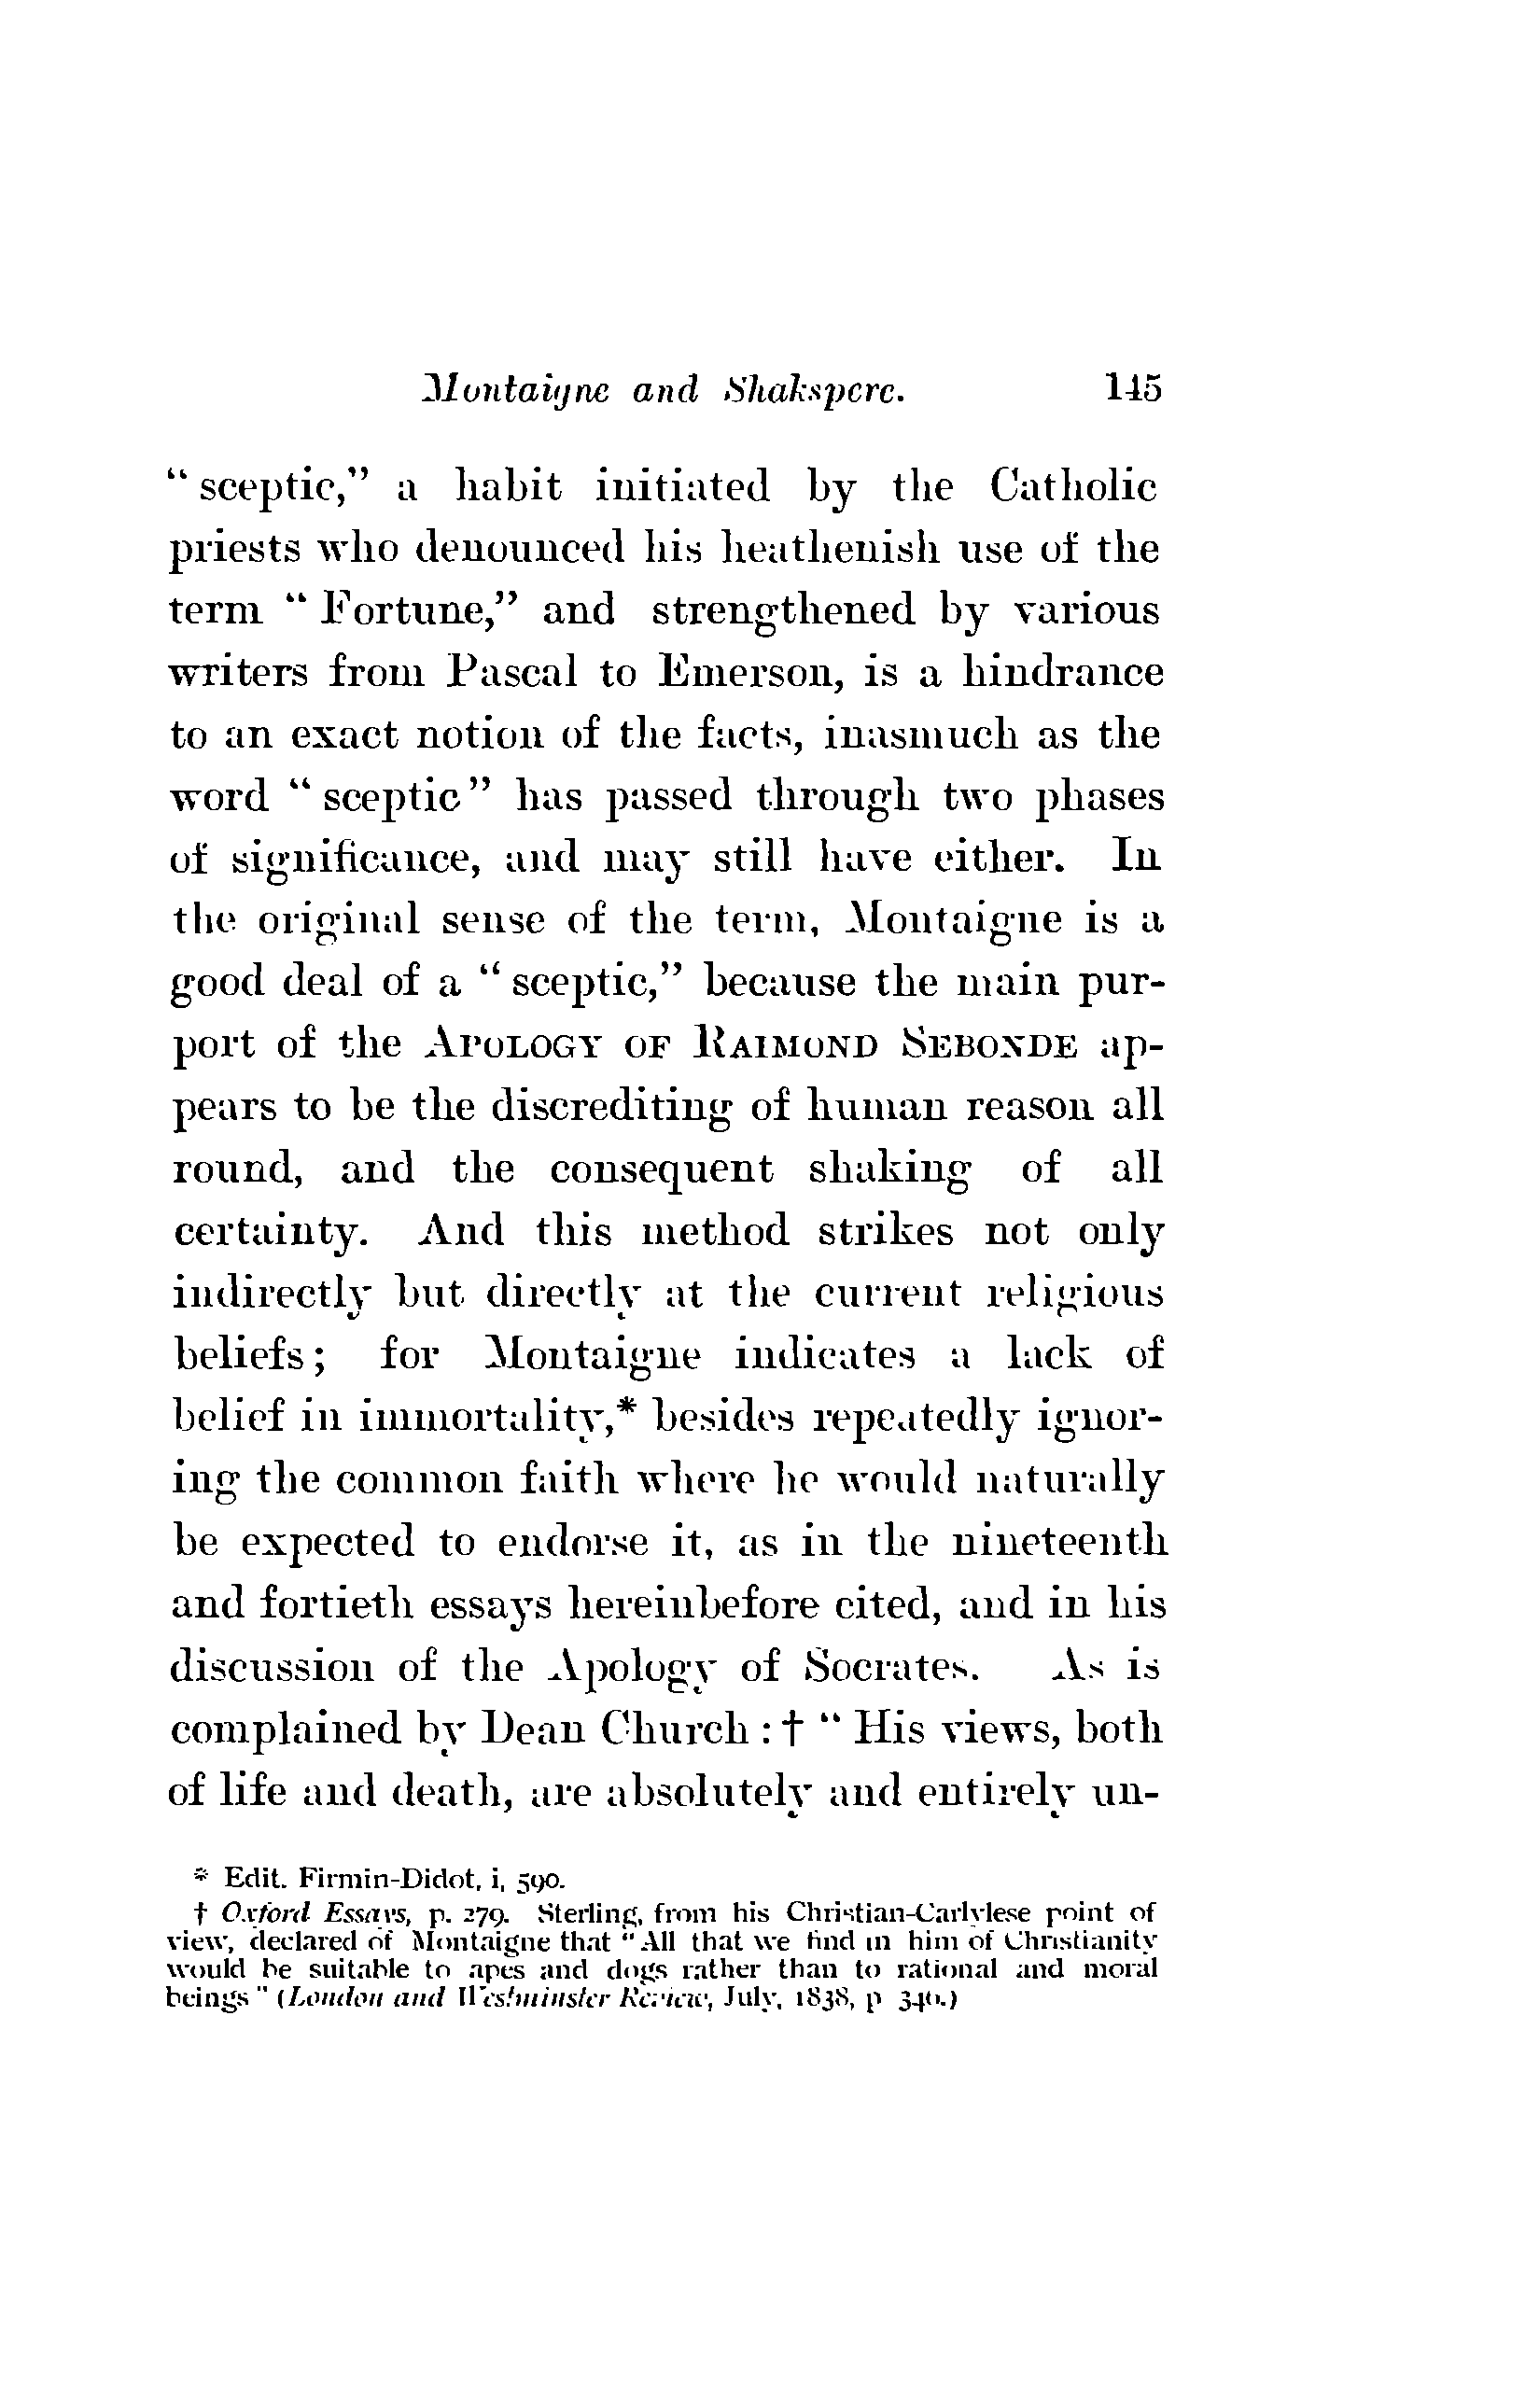 Montaigne and Shakspere. 145
“ sceptic,” a habit initiated by the Catholic
priests who denounced his heathenish use of the
term “ Fortune,” and strengthened by various
writers from Pascal to Emerson, is a hindrance
to an exact notion of the facts, inasmuch as the
word “ sceptic ” has passed through two phases
of significance, and may still have either. In
the original sense of the term, Montaigne is a
good deal of a “ sceptic,” because the main pur-
port of the Apology of Raimond Sebonde ap-
pears to be the discrediting of human reason all
round, and the consequent shaking of all
certainty. And this method strikes not only
indirectly but directly at the current religious
beliefs ; for Montaigne indicates a lack of
belief in immortality,* besides repeatedly ignor-
ing the common faith where he would naturally
be expected to endorse it, as in the nineteenth
and fortieth essays hereinbefore cited, and in his
discussion of the Apology of Socrates. As is
complained by Dean Church : † “ His views, both
of life and death, are absolutely and entirely un-
* Edit. Firmin-Didot, i, 590.
† Oxford Essays, p. 279. Sterling, from his Christian-Carlylese point of
view, declared of Montaigne that “ All that we find in him of Christianity
would be suitable to apes and dogs rather than to rational and moral
beings ” (London and Westminster Review, July, 1838, p 340.)